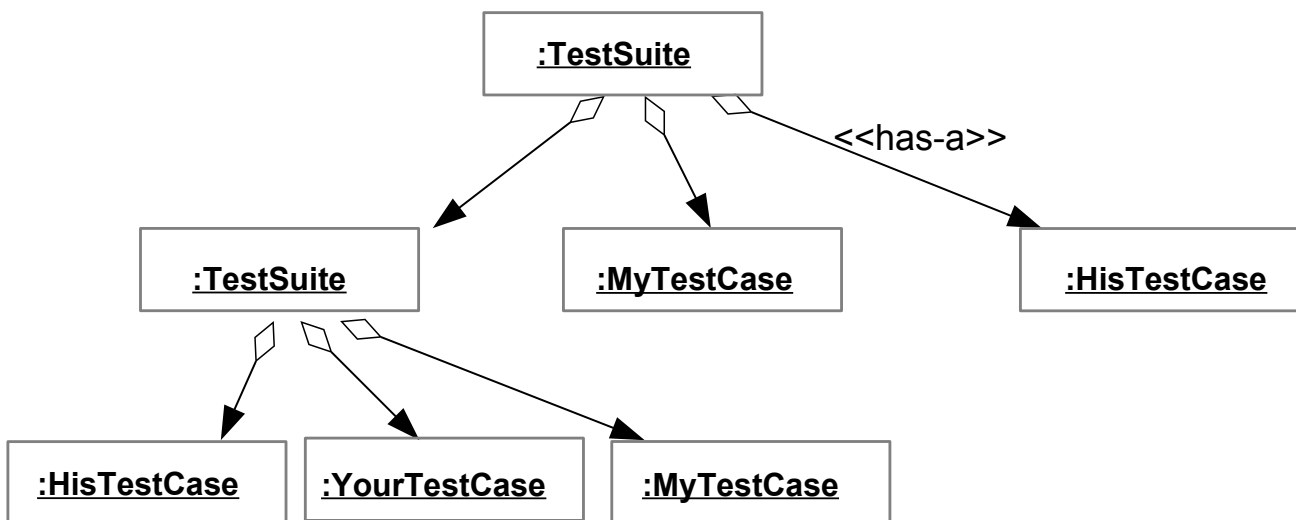 :TestSuite
<<has-a>>
:TestSuite
:MyTestCase
:HisTestCase
:HisTestCase
:YourTestCase
:MyTestCase